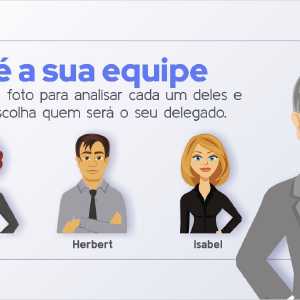 é a sua equipe
foto para analisar cada um deles e
scolha quem será o seu delegado.
Herbert
Isabel